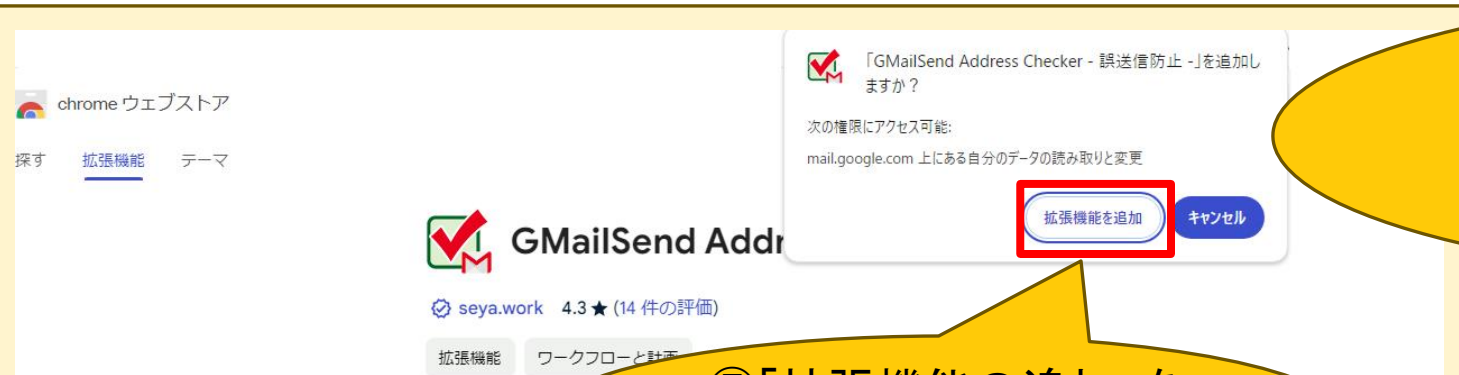 「GMailSend Address Checker - 誤送信防止 -」を追加し
ますか？
chrome ウェブストア
次の権限にアクセス可能:
mail.google.com 上にある自分のデータの読み取りと変更
探す 拡張機能 テーマ
拡張機能を追加 キャンセル
GMailSend Addr
seya.work 4.3★ (14 件の評価)
拡張機能 ワークフローと計画